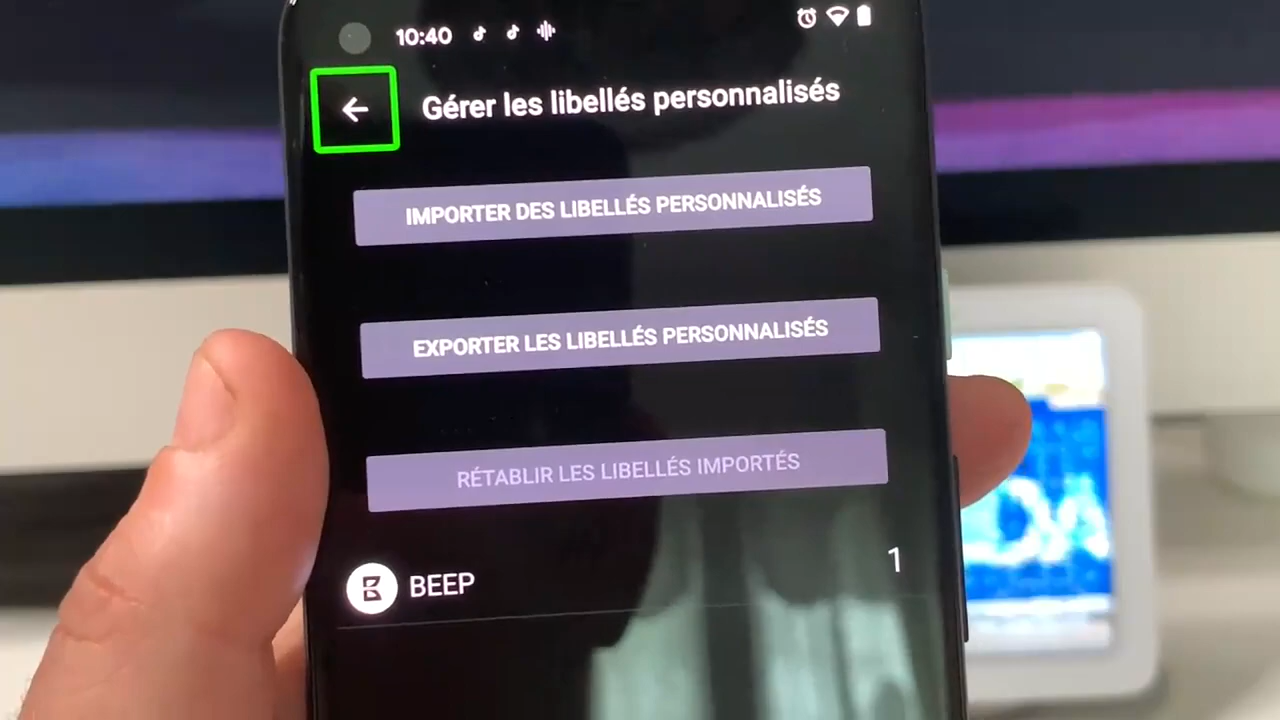 10:40
Gérer les libellés personnalisés
IMPORTER DES LIBELLÉS PERSONNALISÉS
EXPORTER LES LIBELLÉS PERSONNALISÉS
RÉTABLIR LES LIBELLÉS IMPORTÉS
BEEP 1